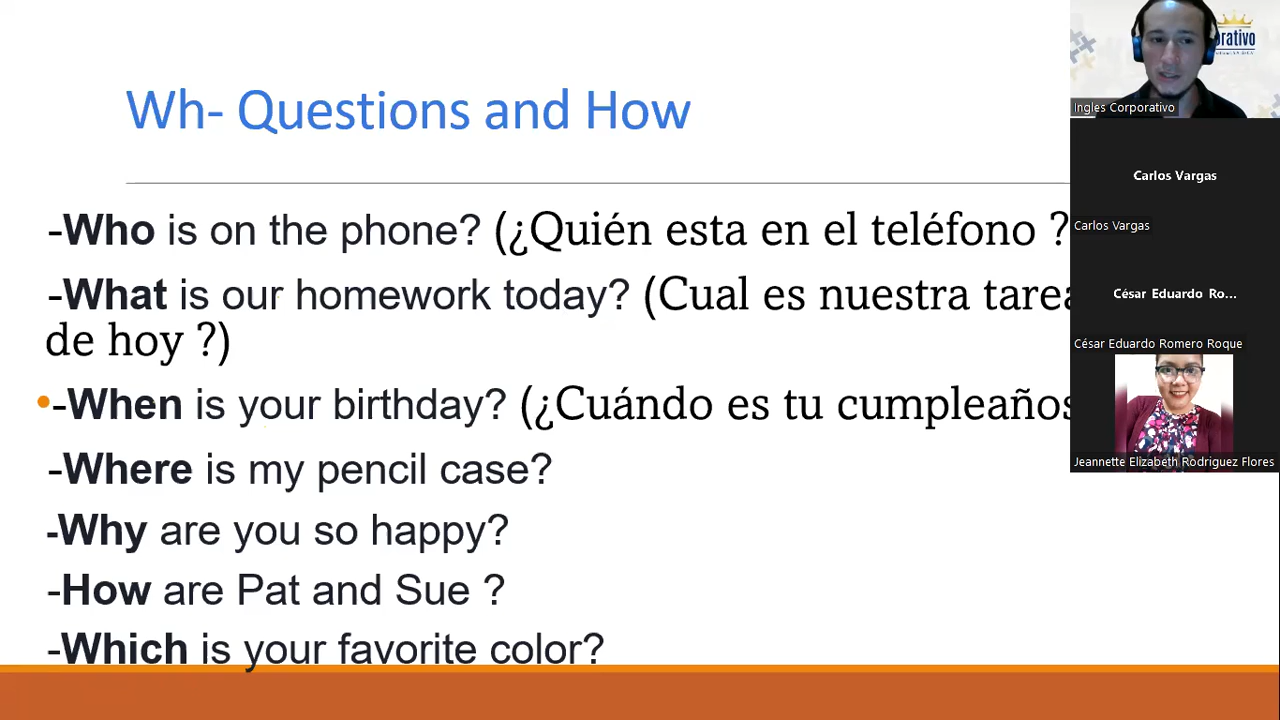 Wh- Questions and How
-Who is on the phone? (¿Quién esta en el teléfono ?
-What is our homework today? (Cual es nuestra tarea
de hoy ?)
•-When is your birthday? (¿Cuándo es tu cumpleaños
-Where is my pencil case?
-Why are you so happy?
-How are Pat and Sue ?
-Which is your favorite color?
Ingles Corporativo
Carlos Vargas
Carlos Vargas
César Eduardo Ro...
César Eduardo Romero Roque
Jeannette Elizabeth Rodriguez Flores